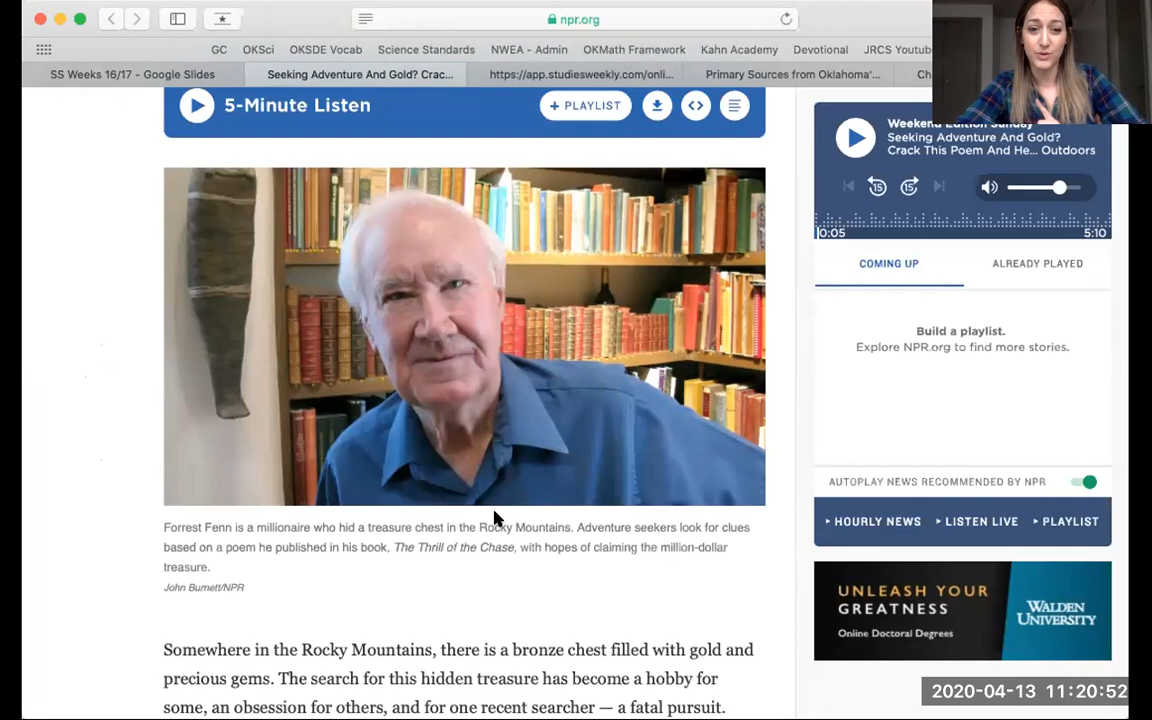 npr.org
GC OKSci OKSDE Vocab Science Standards NWEA - Admin OKMath Framework Kahn Academy Devotional JRCS Youtub
SS Weeks 16/17 - Google Slides
Seeking Adventure And Gold? Crac...
https://app.studiesweekly.com/onli...
Primary Sources from Oklahoma'...
Ch
5-Minute Listen
+ PLAYLIST
Weekend Edition Sunday
Seeking Adventure And Gold?
Crack This Poem And He... Outdoors
15 15
0:05 5:10
COMING UP ALREADY PLAYED
Build a playlist.
Explore NPR.org to find more stories.
AUTOPLAY NEWS RECOMMENDED BY NPR
HOURLY NEWS LISTEN LIVE PLAYLIST
Forrest Fenn is a millionaire who hid a treasure chest in the Rocky Mountains. Adventure seekers look for clues
based on a poem he published in his book, The Thrill of the Chase, with hopes of claiming the million-dollar
treasure.
John Burnett/NPR
Somewhere in the Rocky Mountains, there is a bronze chest filled with gold and
precious gems. The search for this hidden treasure has become a hobby for
some, an obsession for others, and for one recent searcher — a fatal pursuit.
UNLEASH YOUR
GREATNESS
Online Doctoral Degrees
WALDEN
UNIVERSITY
2020-04-13 11:20:52